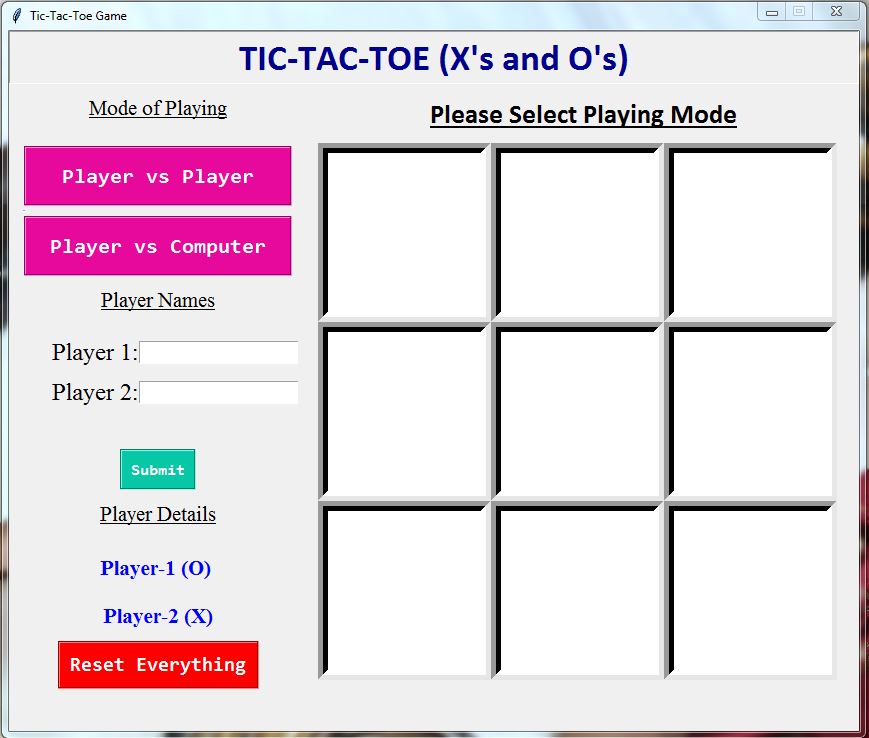 Tic-Tac-Toe Game
TIC-TAC-TOE (X's and O's)
Mode of Playing
Please Select Playing Mode
Player vs Player
Player vs Computer
Player Names
Player 1:
Player 2:
Submit
Player Details
Player-1 (O)
Player-2 (X)
Reset Everything